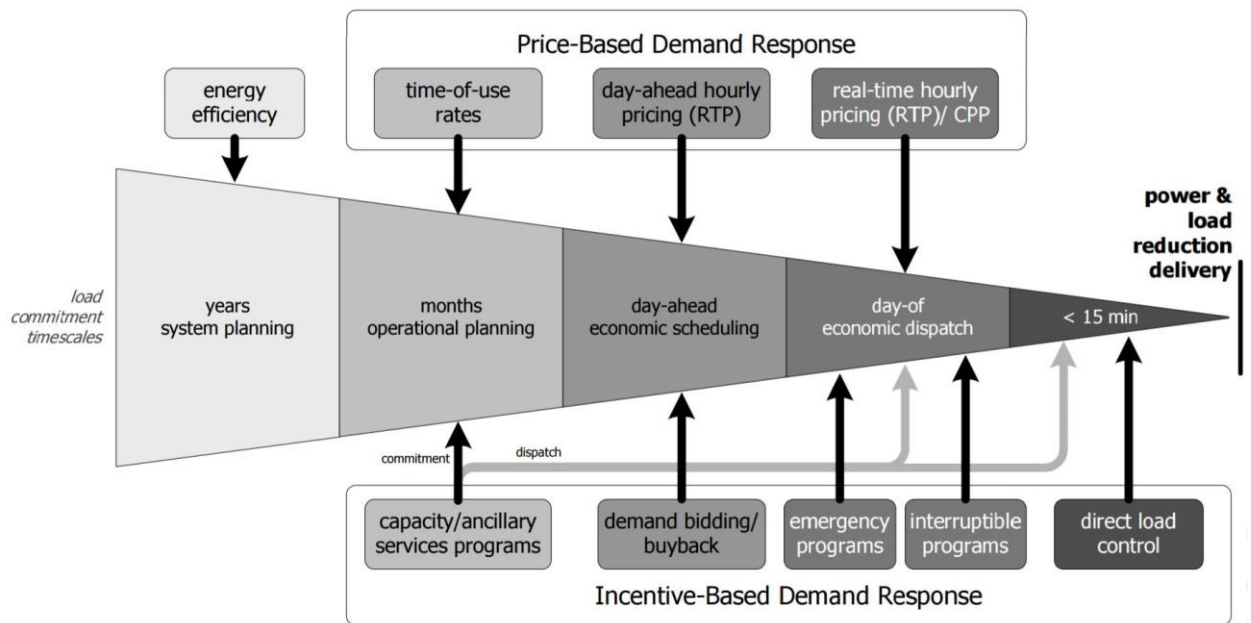 Price-Based Demand Response
energy
efficiency
time-of-use
rates
day-ahead hourly
pricing (RTP)
real-time hourly
pricing (RTP)/ CPP
power &
load
reduction
delivery
load
commitment
timescales
years
system planning
months
operational planning
day-ahead
economic scheduling
day-of
economic dispatch
< 15 min
commitment
dispatch
capacity/ancillary
services programs
demand bidding/
buyback
emergency
programs
interruptible
programs
direct load
control
Incentive-Based Demand Response